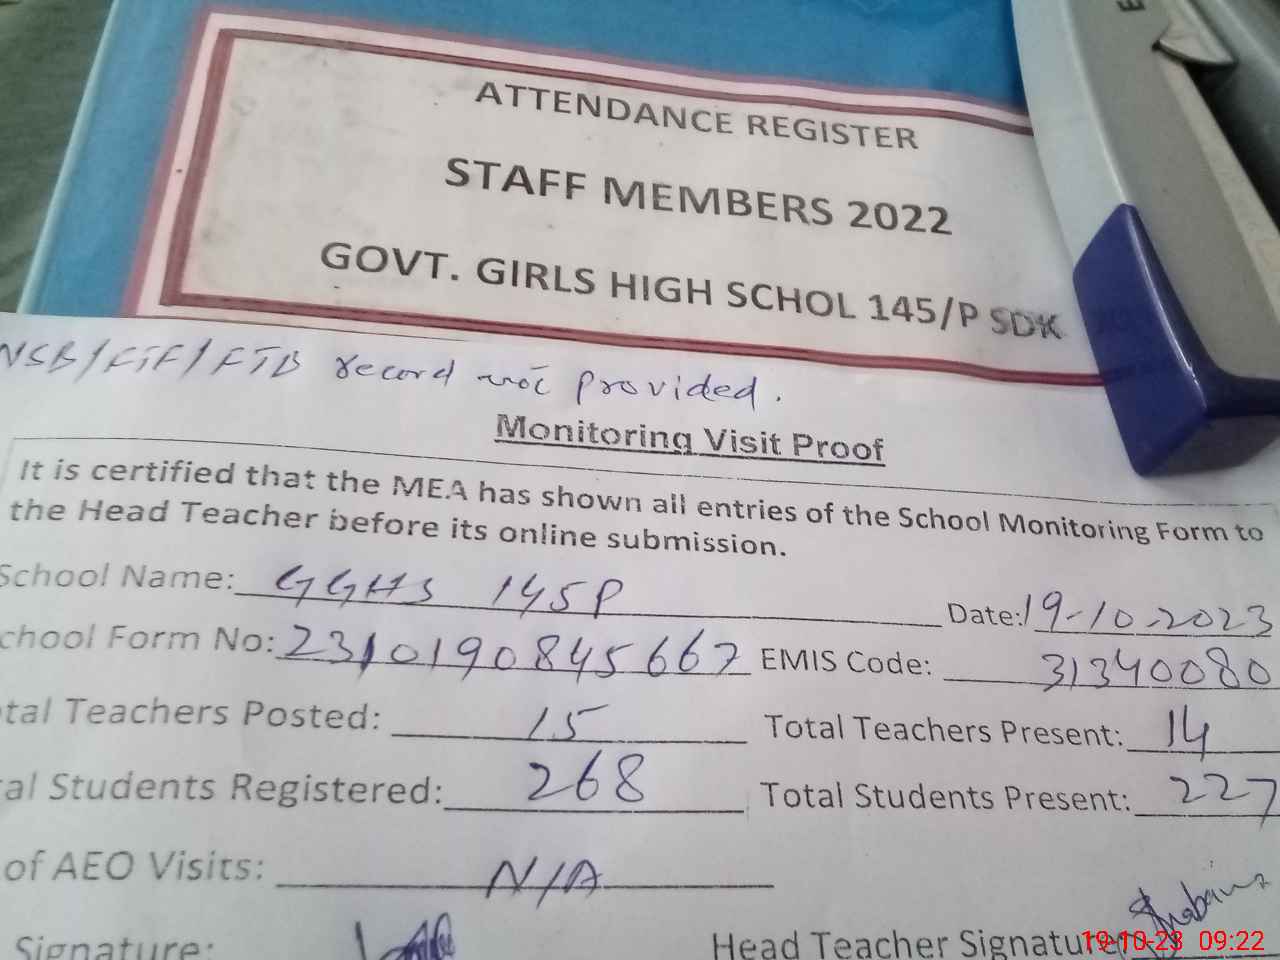 ATTENDANCE REGISTER
STAFF MEMBERS 2022
GOVT. GIRLS HIGH SCHOL 145/P SDK
NSB/FTF/FTB record not provided.
Monitoring Visit Proof
It is certified that the MEA has shown all entries of the School Monitoring Form to
the Head Teacher before its online submission.
School Name: GGHS 145P Date: 19-10-2023
chool Form No: 2310190845667 EMIS Code: 31340080
tal Teachers Posted: 15 Total Teachers Present: 14
al Students Registered: 268 Total Students Present: 227
of AEO Visits: N/A
Signature: Head Teacher Signature
19-10-23 09:22